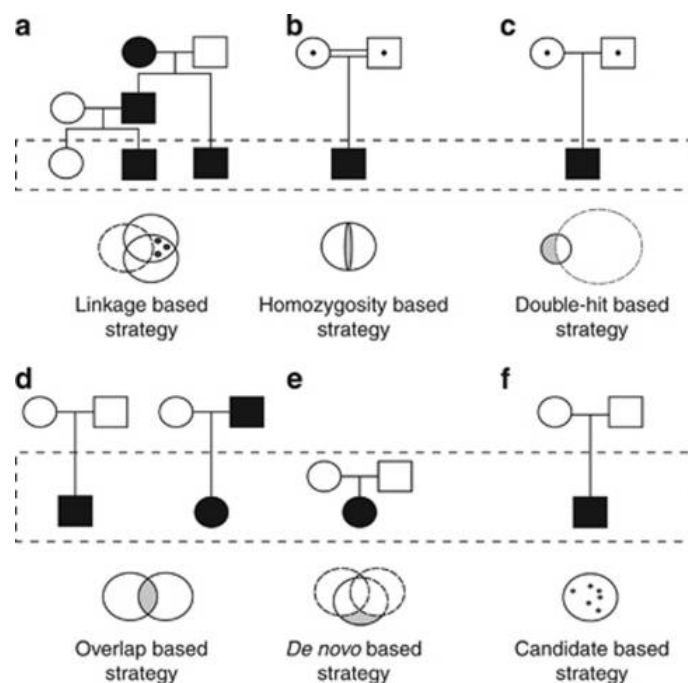 a
b
c
Linkage based
strategy
Homozygosity based
strategy
Double-hit based
strategy
d
e
f
Overlap based
strategy
De novo based
strategy
Candidate based
strategy